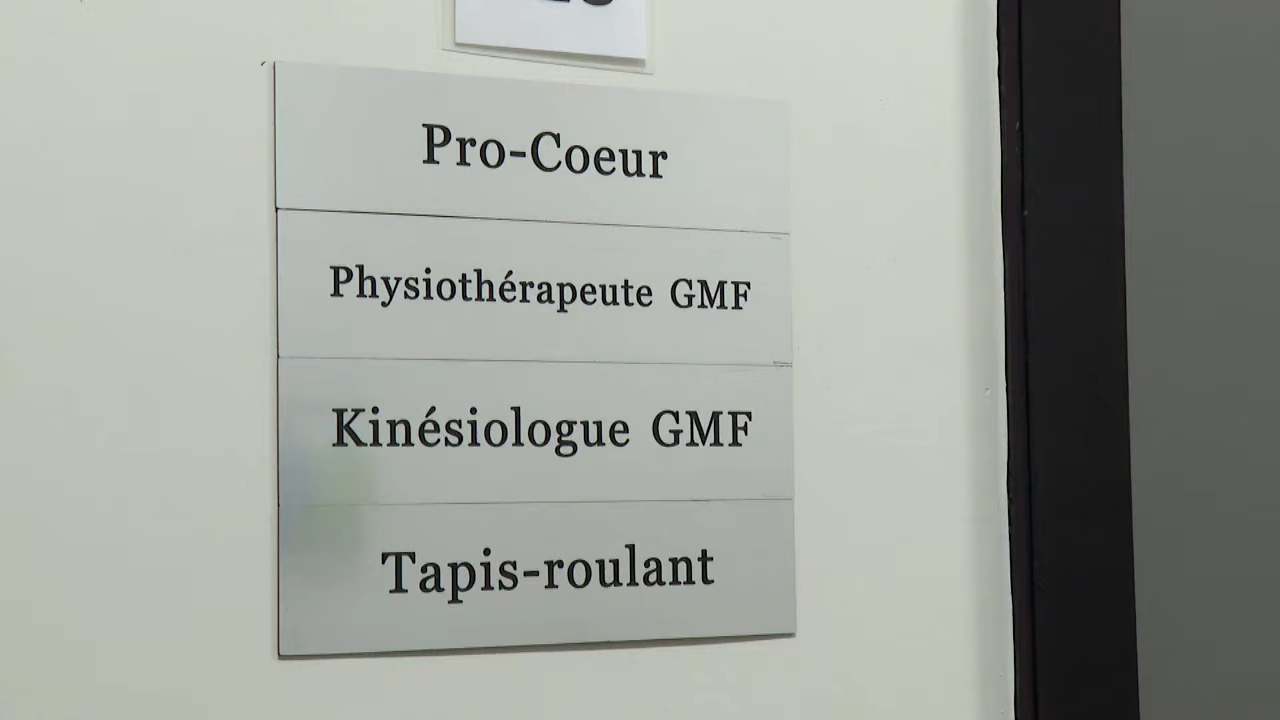 Pro-Coeur
Physiothérapeute GMF
Kinésiologue GMF
Tapis-roulant